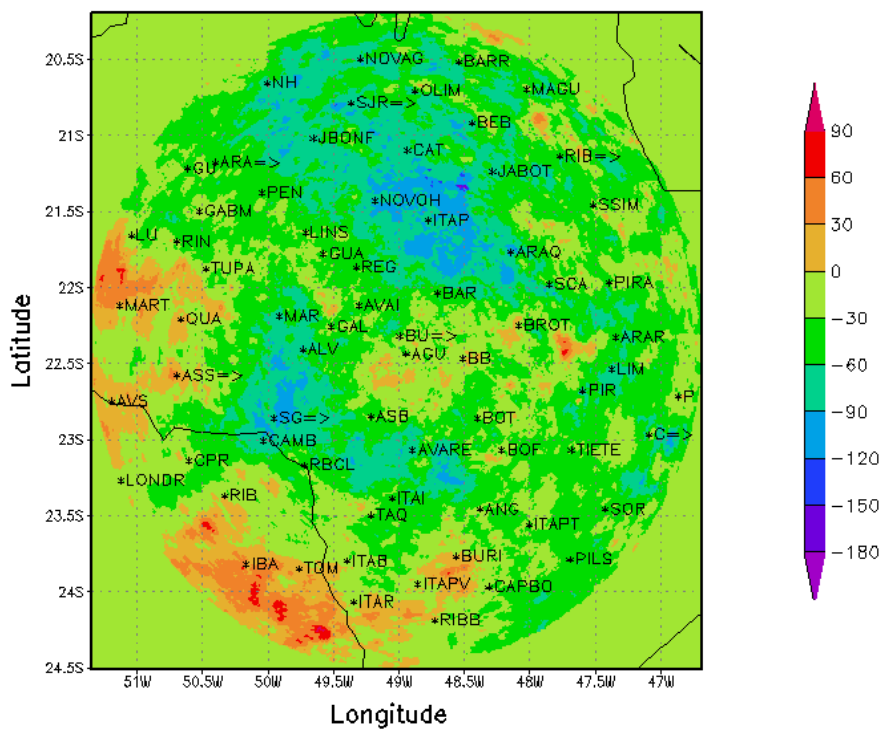 20.5S
*NOVAG
*BARR
*NH
*OLIM
*MAGU
*SJR=>
90
21S
*JBONF
*BEB
*CAT
*RIB=>
60
*GU
*ARA=>
*JABOT
*PEN
*NOVOH
21.5S
*GABM
*ITAP
*SSIM
30
*LU
*RIN
*LINS
*GUA
*ARAQ
*TUPA
*REG
0
22S
*BAR
*SCA
*PIRA
*MART
*QUA
*MAR
*AVAI
*GAL
*BROT
-30
*BU=>
*ARAR
22.5S
*ALV
*AGU
*BB
*ASS=>
*LIM
-60
*AVS
*PIR
*P
*SG=>
*ASB
*BOT
-90
23S
*CAMB
*AVARE
*BOF
*TIETE
*C=>
*CPR
*RBCL
-120
*LONDR
*RIB
*ITAI
23.5S
*TAQ
*ANG
*SOR
*ITAPT
-150
*IBA
*TOM
*ITAB
*BURI
*PILS
-180
24S
*ITAR
*ITAPV
*CAPBO
*RIBB
24.5S
51W 50.5W 50W 49.5W 49W 48.5W 48W 47.5W 47W
Longitude
Latitude